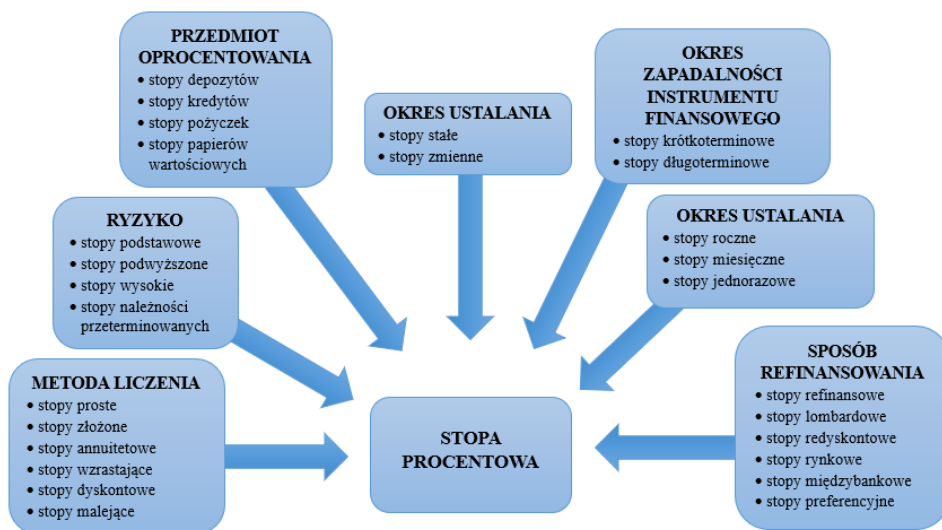 PRZEDMIOT
OPROCENTOWANIA
• stopy depozytów
• stopy kredytów
• stopy pożyczek
• stopy papierów
wartościowych
OKRES USTALANIA
• stopy stałe
• stopy zmienne
OKRES
ZAPADALNOŚCI
INSTRUMENTU
FINANSOWEGO
• stopy krótkoterminowe
• stopy długoterminowe
RYZYKO
• stopy podstawowe
• stopy podwyższone
• stopy wysokie
• stopy należności
przeterminowanych
OKRES USTALANIA
• stopy roczne
• stopy miesięczne
• stopy jednorazowe
METODA LICZENIA
• stopy proste
• stopy złożone
• stopy annuitetowe
• stopy wzrastające
• stopy dyskontowe
• stopy malejące
STOPA
PROCENTOWA
SPOSÓB
REFINANSOWANIA
• stopy refinansowe
• stopy lombardowe
• stopy redyskontowe
• stopy rynkowe
• stopy międzybankowe
• stopy preferencyjne